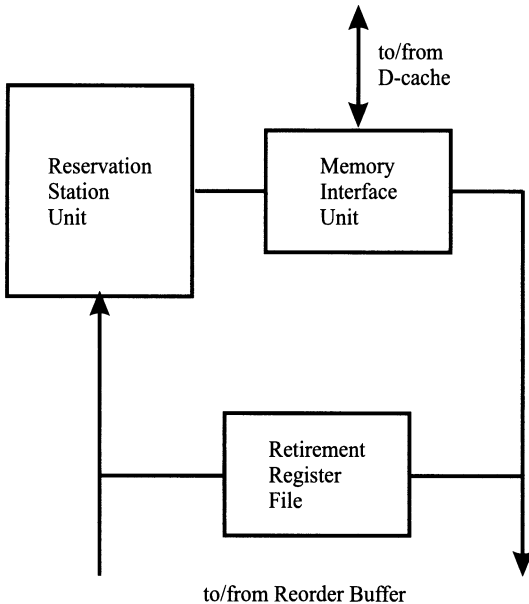 to/from
D-cache
Reservation
Station
Unit
Memory
Interface
Unit
Retirement
Register
File
to/from Reorder Buffer